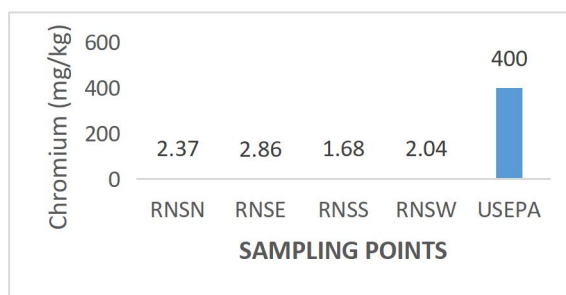 Chromium (mg/kg)
600
400
200
0
2.37 2.86 1.68 2.04 400
RNSN RNSE RNSS RNSW USEPA
SAMPLING POINTS